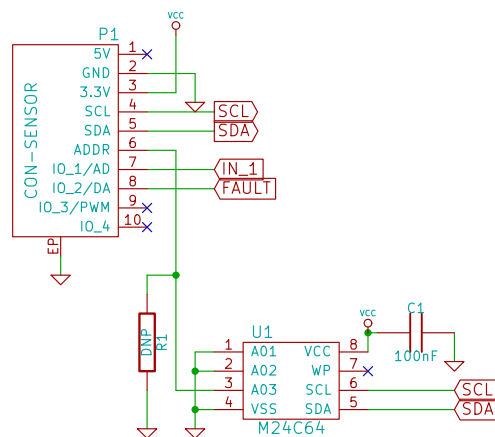 P1
VCC
CON-SENSOR
5V 1
GND 2
3.3V 3
SCL 4 SCL
SDA 5 SDA
ADDR 6
IO_1/AD 7 IN_1
IO_2/DA 8 FAULT
IO_3/PWM 9
IO_4 10
EP
DNP
R1
U1
VCC
C1
100nF
1 A01 VCC 8
2 A02 WP 7
3 A03 SCL 6 SCL
4 VSS SDA 5 SDA
M24C64